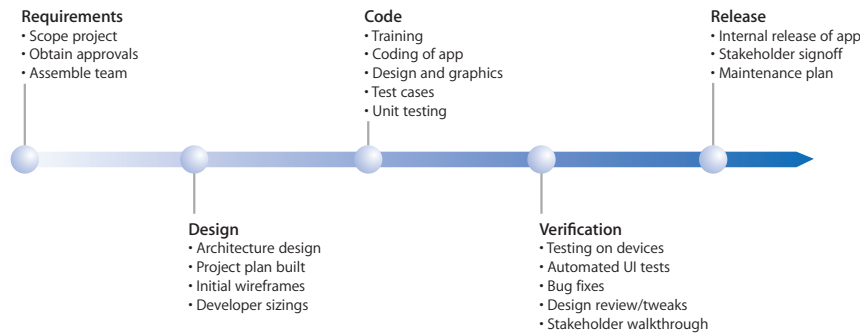 Requirements
• Scope project
• Obtain approvals
• Assemble team
Code
• Training
• Coding of app
• Design and graphics
• Test cases
• Unit testing
Release
• Internal release of app
• Stakeholder signoff
• Maintenance plan
Design
• Architecture design
• Project plan built
• Initial wireframes
• Developer sizings
Verification
• Testing on devices
• Automated UI tests
• Bug fixes
• Design review/tweaks
• Stakeholder walkthrough